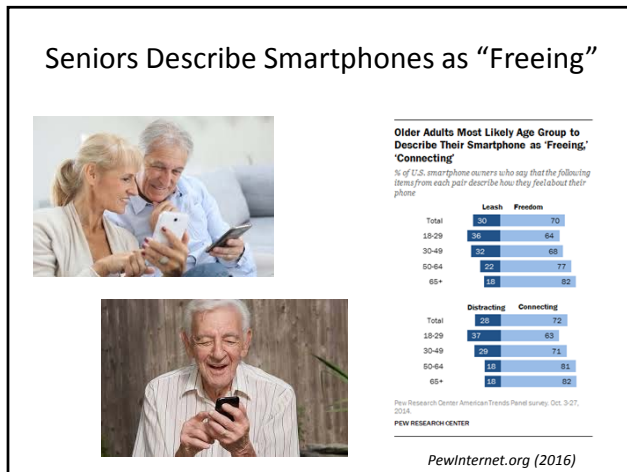 Seniors Describe Smartphones as “Freeing”
Older Adults Most Likely Age Group to
Describe Their Smartphone as ‘Freeing,’
‘Connecting’
% of U.S. smartphone owners who say that the following
items from each pair describe how they feel about their
phone
Leash Freedom
Total 30 70
18-29 36 64
30-49 32 68
50-64 22 77
65+ 18 82
Distracting Connecting
Total 28 72
18-29 37 63
30-49 29 71
50-64 18 81
65+ 18 82
Pew Research Center American Trends Panel survey, Oct. 3-27,
2014.
PEW RESEARCH CENTER
PewInternet.org (2016)